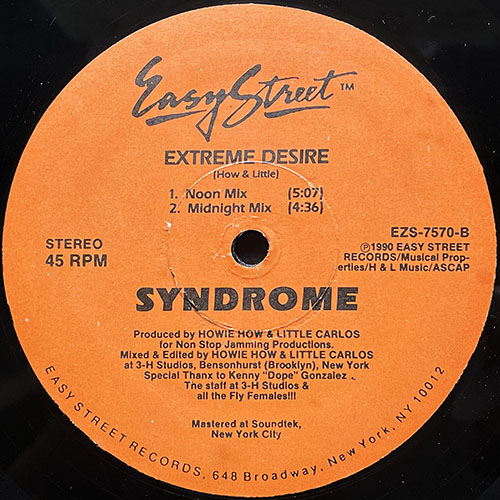 Easy Street™
EXTREME DESIRE
(How & Little)
1. Noon Mix (5:07)
2. Midnight Mix (4:36)
STEREO
45 RPM
EZS-7570-B
Ⓟ1990 EASY STREET
RECORDS/Musical Prop-
erties/H & L Music/ASCAP
SYNDROME
Produced by HOWIE HOW & LITTLE CARLOS
for Non Stop Jamming Productions.
Mixed & Edited by HOWIE HOW & LITTLE CARLOS
at 3-H Studios, Bensonhurst (Brooklyn), New York
Special Thanx to Kenny "Dope" Gonzalez .
The staff at 3-H Studios &
all the Fly Females!!!
Mastered at Soundtek,
New York City
EASY STREET RECORDS, 648 Broadway, New York, NY 10012